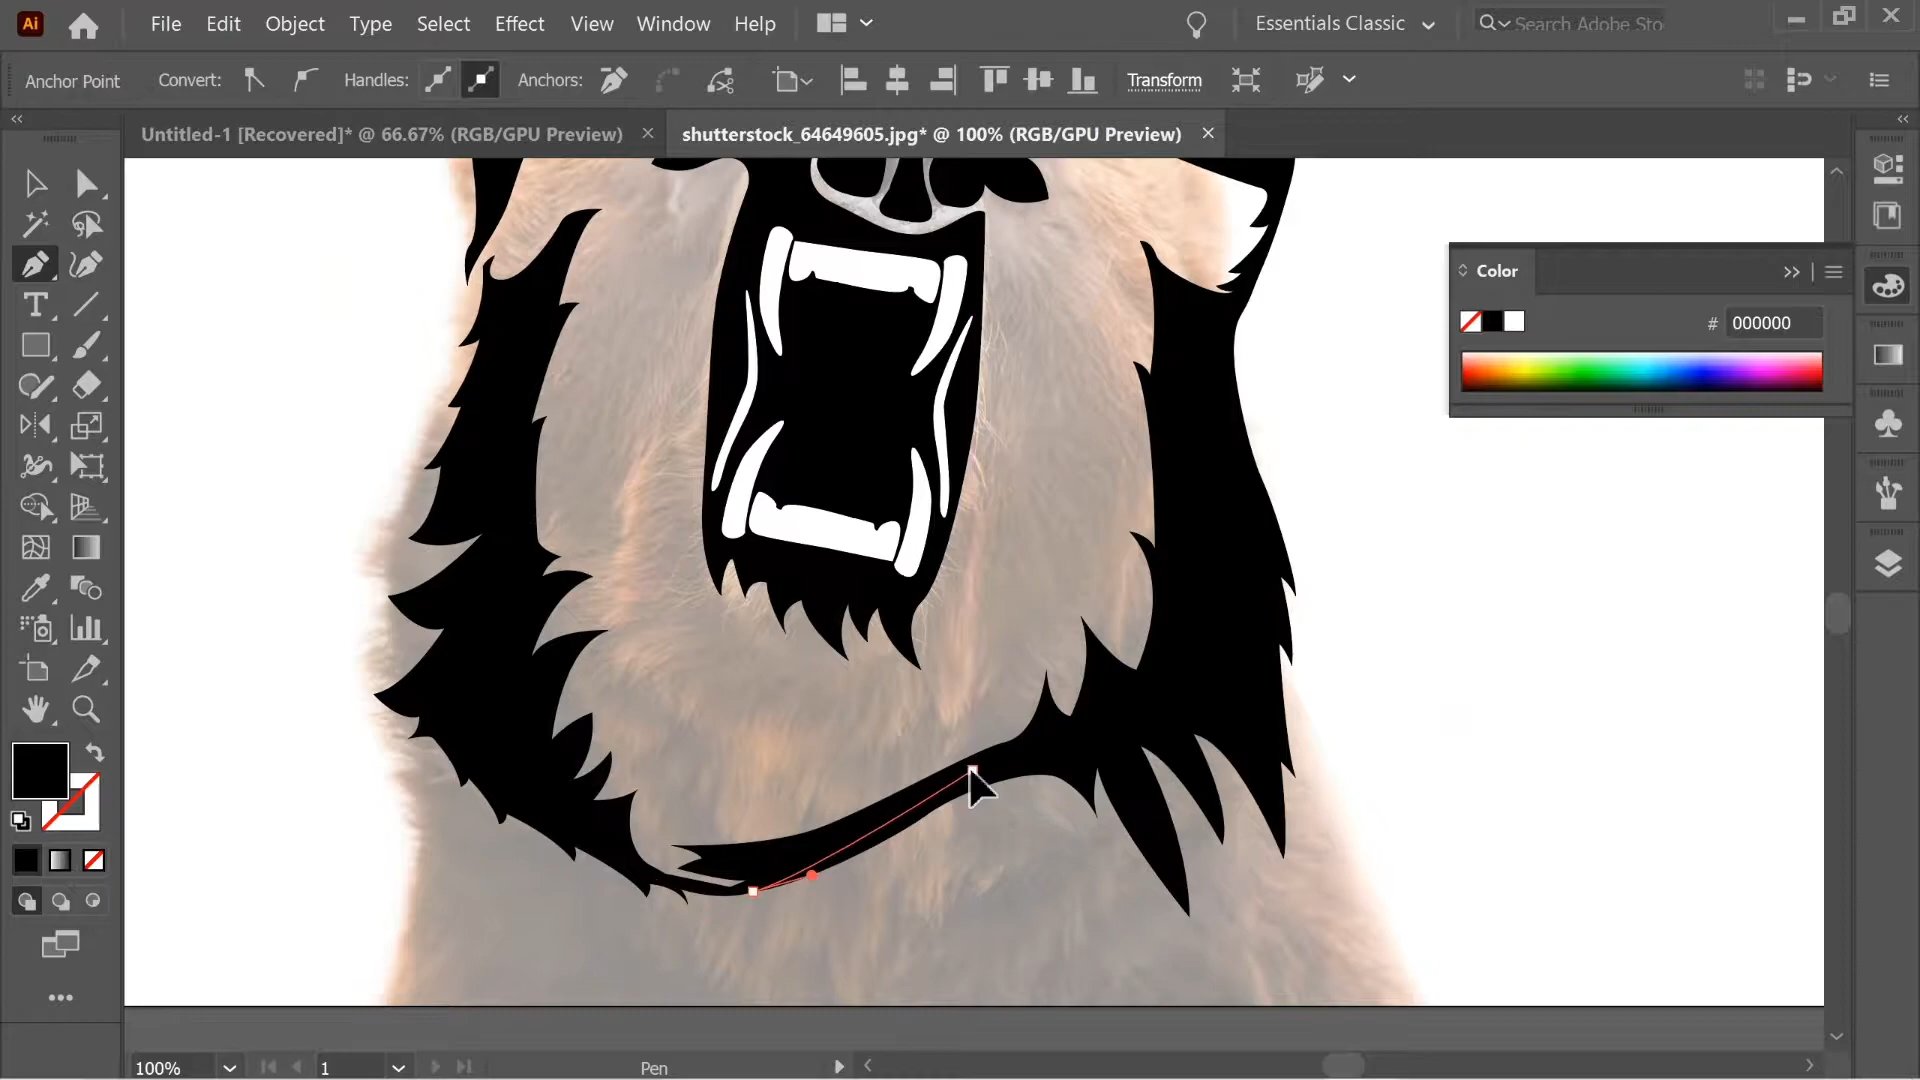 Ai File Edit Object Type Select Effect View Window Help Essentials Classic Search Adobe Sto
Anchor Point Convert: Handles: Anchors: Transform
Untitled-1 [Recovered]* @ 66.67% (RGB/GPU Preview) shutterstock_64649605.jpg* @ 100% (RGB/GPU Preview)
Color
# 000000
100% 1 Pen